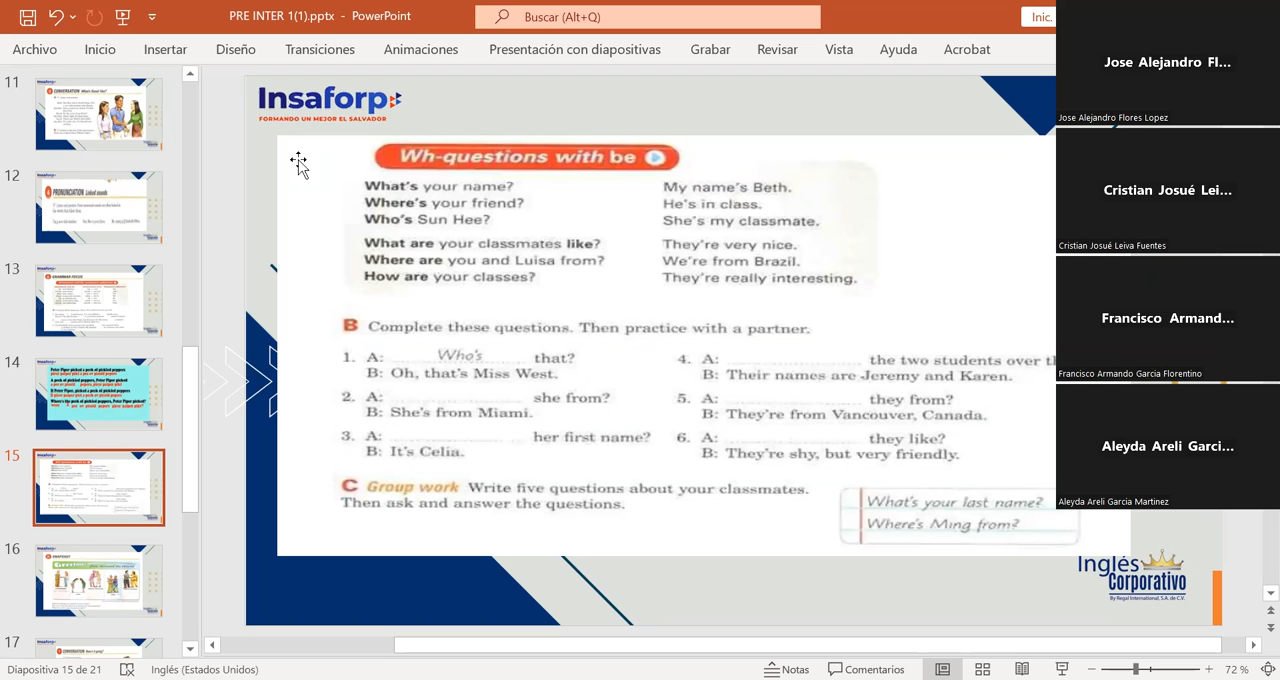 PRE INTER 1(1).pptx - PowerPoint
Buscar (Alt+Q)
Inic.
Archivo Inicio Insertar Diseño Transiciones Animaciones Presentación con diapositivas Grabar Revisar Vista Ayuda Acrobat
11
12
13
14
15
16
17
Insaforp
FORMANDO UN MEJOR EL SALVADOR
Wh-questions with be
What's your name? My name's Beth.
Where's your friend? He's in class.
Who's Sun Hee? She's my classmate.
What are your classmates like? They're very nice.
Where are you and Luisa from? We're from Brazil.
How are your classes? They're really interesting.
B Complete these questions. Then practice with a partner.
1. A: Who's that?
B: Oh, that's Miss West.
2. A: she from?
B: She's from Miami.
3. A: her first name?
B: It's Celia.
4. A: the two students over
B: Their names are Jeremy and Karen.
5. A: they from?
B: They're from Vancouver, Canada.
6. A: they like?
B: They're shy, but very friendly.
C Group work Write five questions about your classmates.
Then ask and answer the questions.
What's your last name?
Where's Ming from?
Inglés
Corporativo
By Regal International, S.A. de C.V.
Jose Alejandro Fl...
Jose Alejandro Flores Lopez
Cristian Josué Lei...
Cristian Josué Leiva Fuentes
Francisco Armand...
Francisco Armando Garcia Florentino
Aleyda Areli Garci...
Aleyda Areli Garcia Martinez
Diapositiva 15 de 21 Inglés (Estados Unidos) Notas Comentarios 72 %